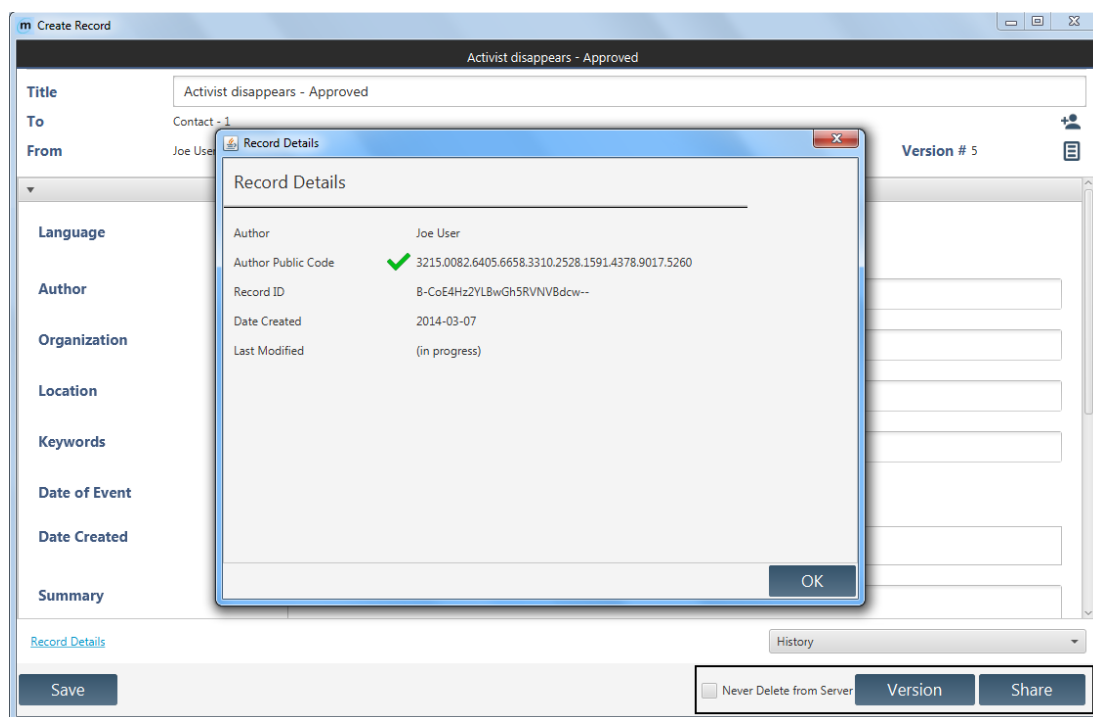 m Create Record
Activist disappears - Approved
Title Activist disappears - Approved
To Contact - 1
From Joe User Version # 5
Record Details
Record Details
Author Joe User
Author Public Code 3215.0082.6405.6658.3310.2528.1591.4378.9017.5260
Record ID B-CoE4Hz2YLBwGh5RVNVBdcw--
Date Created 2014-03-07
Last Modified (in progress)
OK
Language
Author
Organization
Location
Keywords
Date of Event
Date Created
Summary
Record Details History
Save Never Delete from Server Version Share